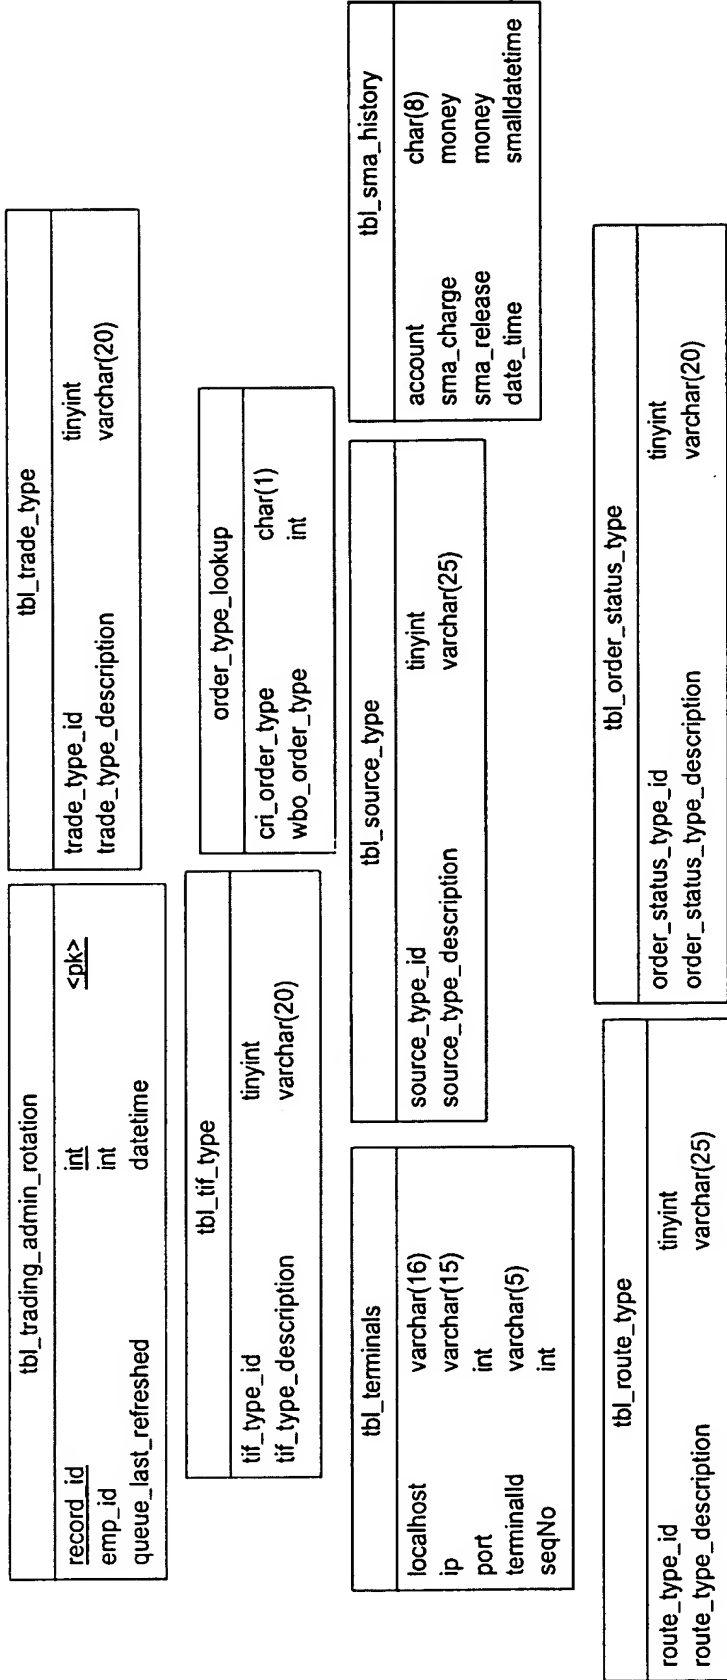 tbl_trading_admin_rotation
record_id int <pk>
emp_id int
queue_last_refreshed datetime
tbl_trade_type
trade_type_id tinyint
trade_type_description varchar(20)
tbl_tif_type
tif_type_id tinyint
tif_type_description varchar(20)
order_type_lookup
cri_order_type char(1)
wbo_order_type int
tbl_terminals
localhost varchar(16)
ip varchar(15)
port int
terminalId varchar(5)
seqNo int
tbl_source_type
source_type_id tinyint
source_type_description varchar(25)
tbl_sma_history
account char(8)
sma_charge money
sma_release money
date_time smalldatetime
tbl_route_type
route_type_id tinyint
route_type_description varchar(25)
tbl_order_status_type
order_status_type_id tinyint
order_status_type_description varchar(20)